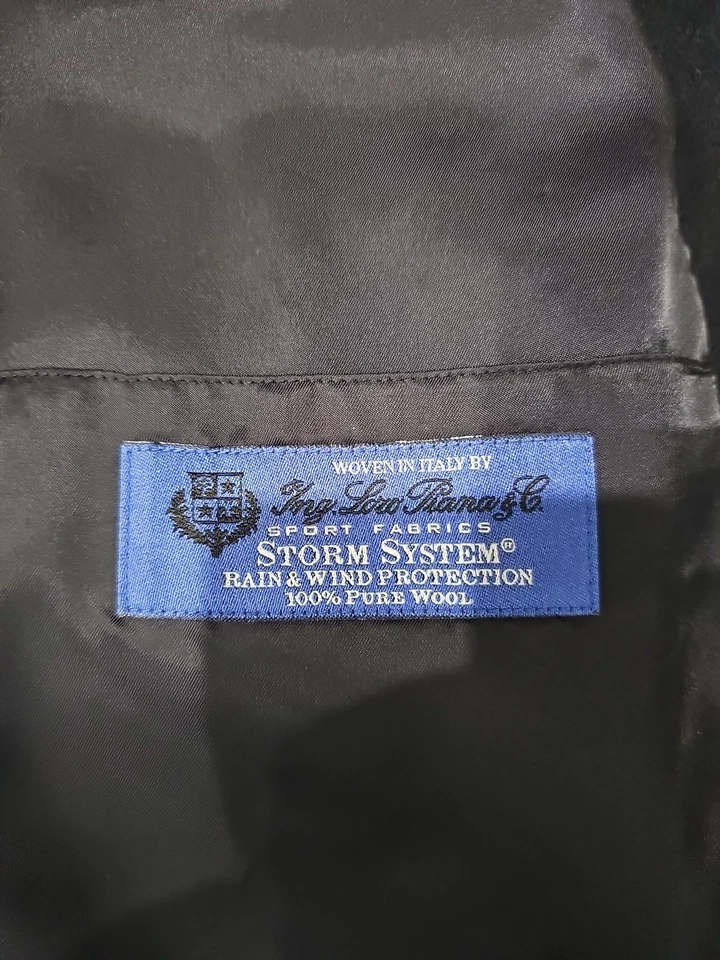 WOVEN IN ITALY BY
Ing. Loro Piana & C.
SPORT FABRICS
STORM SYSTEM®
RAIN & WIND PROTECTION
100% PURE WOOL